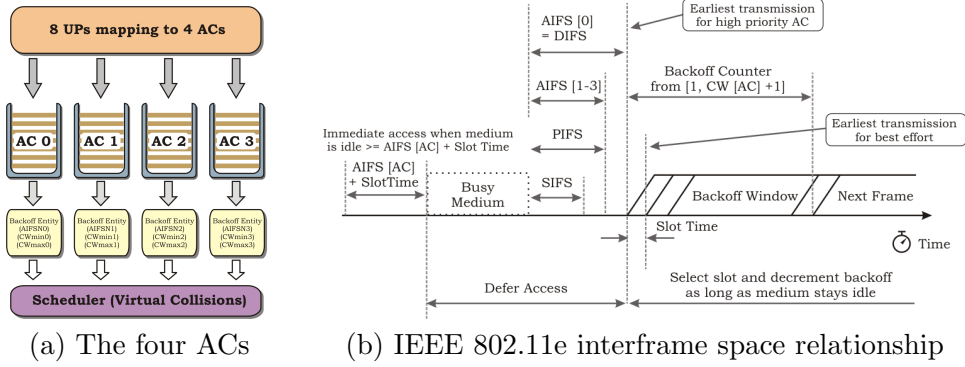 8 UPs mapping to 4 ACs
AC 0
AC 1
AC 2
AC 3
Backoff Entity
(AIFSN0)
(CWmin0)
(CWmax0)
Backoff Entity
(AIFSN1)
(CWmin1)
(CWmax1)
Backoff Entity
(AIFSN2)
(CWmin2)
(CWmax2)
Backoff Entity
(AIFSN3)
(CWmin3)
(CWmax3)
Scheduler (Virtual Collisions)
(a) The four ACs
AIFS [0]
= DIFS
Earliest transmission
for high priority AC
AIFS [1-3]
Backoff Counter
from [1, CW [AC] +1]
Immediate access when medium
is idle >= AIFS [AC] + Slot Time
PIFS
Earliest transmission
for best effort
AIFS [AC]
+ SlotTime
Busy
Medium
SIFS
Backoff Window
Next Frame
Slot Time
Time
Defer Access
Select slot and decrement backoff
as long as medium stays idle
(b) IEEE 802.11e interframe space relationship